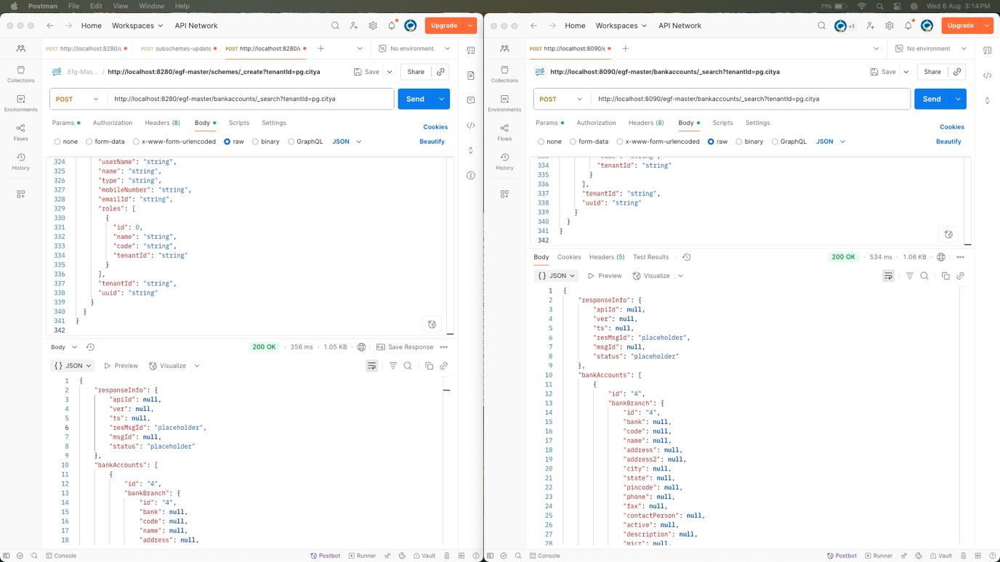 Postman File Edit View Window Help
71% Wed 6 Aug 3:14 PM
Home Workspaces API Network
Upgrade
POST http://localhost:8280/e
POST subschemes-update
POST http://localhost:8280/e
No environment
Efg-Mas... / http://localhost:8280/egf-master/schemes/_create?tenantId=pg.citya
Save Share
POST http://localhost:8280/egf-master/bankaccounts/_search?tenantId=pg.citya
Send
Params Authorization Headers (8) Body Scripts Settings
Cookies
none form-data x-www-form-urlencoded raw binary GraphQL JSON
Beautify
Collections
Environments
Flows
History
324 "userName": "string",
325 "name": "string",
326 "type": "string",
327 "mobileNumber": "string",
328 "emailId": "string",
329 "roles": [
330 {
331 "id": 0,
332 "name": "string",
333 "code": "string",
334 "tenantId": "string"
335 }
336 ],
337 "tenantId": "string",
338 "uuid": "string"
339 }
340 }
341 }
342
Body 200 OK • 356 ms • 1.05 KB Save Response
{} JSON Preview Visualize
1 {
2 "responseInfo": {
3 "apiId": null,
4 "ver": null,
5 "ts": null,
6 "resMsgId": "placeholder",
7 "msgId": null,
8 "status": "placeholder"
9 },
10 "bankAccounts": [
11 {
12 "id": "4",
13 "bankBranch": {
14 "id": "4",
15 "bank": null,
16 "code": null,
17 "name": null,
18 "address": null,
Console Postbot Runner Vault
Home Workspaces API Network
+1 Upgrade
POST http://localhost:8090/e
No environment
http://localhost:8090/egf-master/bankaccounts/_search?tenantId=pg.citya
Save Share
POST http://localhost:8090/egf-master/bankaccounts/_search?tenantId=pg.citya
Send
Params Authorization Headers (8) Body Scripts Settings
Cookies
none form-data x-www-form-urlencoded raw binary GraphQL JSON
Beautify
Collections
Environments
Flows
History
333 "code": "string",
334 "tenantId": "string"
335 }
336 ],
337 "tenantId": "string",
338 "uuid": "string"
339 }
340 }
341 }
342
Body Cookies Headers (5) Test Results 200 OK • 534 ms • 1.06 KB
{} JSON Preview Visualize
1 {
2 "responseInfo": {
3 "apiId": null,
4 "ver": null,
5 "ts": null,
6 "resMsgId": "placeholder",
7 "msgId": null,
8 "status": "placeholder"
9 },
10 "bankAccounts": [
11 {
12 "id": "4",
13 "bankBranch": {
14 "id": "4",
15 "bank": null,
16 "code": null,
17 "name": null,
18 "address": null,
19 "address2": null,
20 "city": null,
21 "state": null,
22 "pincode": null,
23 "phone": null,
24 "fax": null,
25 "contactPerson": null,
26 "active": null,
27 "description": null,
28 "micr": null,
Console Postbot Runner Vault